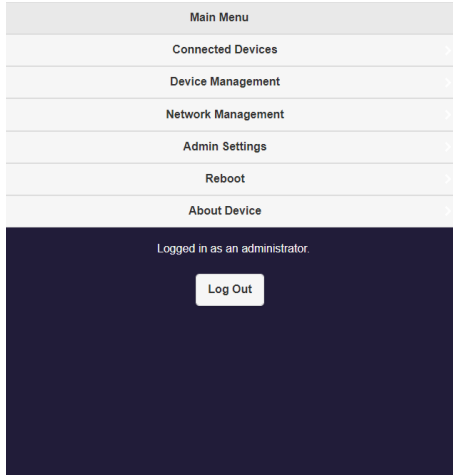 Main Menu
Connected Devices
Device Management
Network Management
Admin Settings
Reboot
About Device
Logged in as an administrator.
Log Out